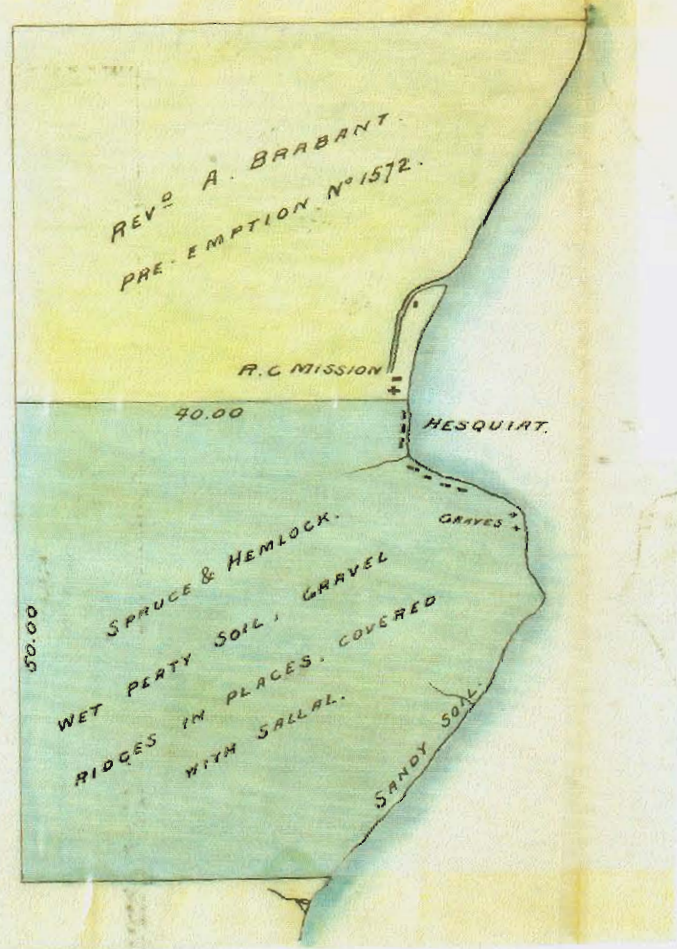 REVD A. BRABANT.
PRE-EMPTION No 1572.
R.C MISSION
40.00
HESQUIAT.
GRAVES
SPRUCE & HEMLOCK.
WET PEATY SOIL, GRAVEL
RIDGES IN PLACES, COVERED
WITH SALLAL.
50.00
SANDY SOIL.